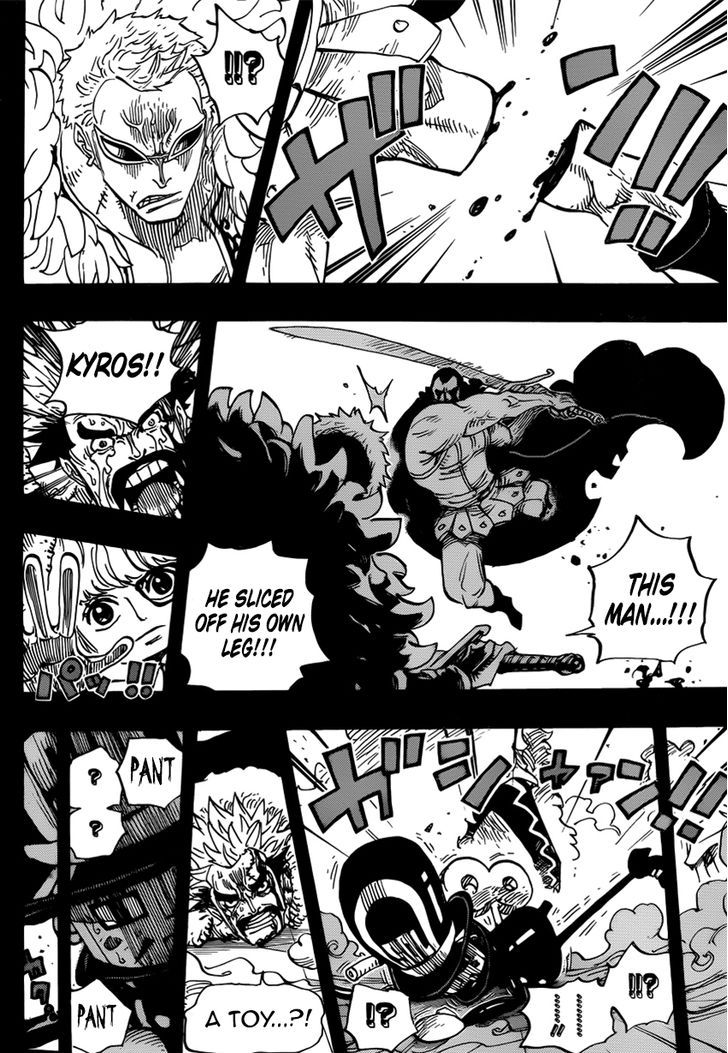 ザ
!!!
!!?
THIS
MAN...!!!
HE SLICED
OFF HIS OWN
LEG!!!
KYROS!!
パッ!!
ガシャァン!!
!!?
!!
!!
!?
A TOY...?!
PANT
?
?
PANT